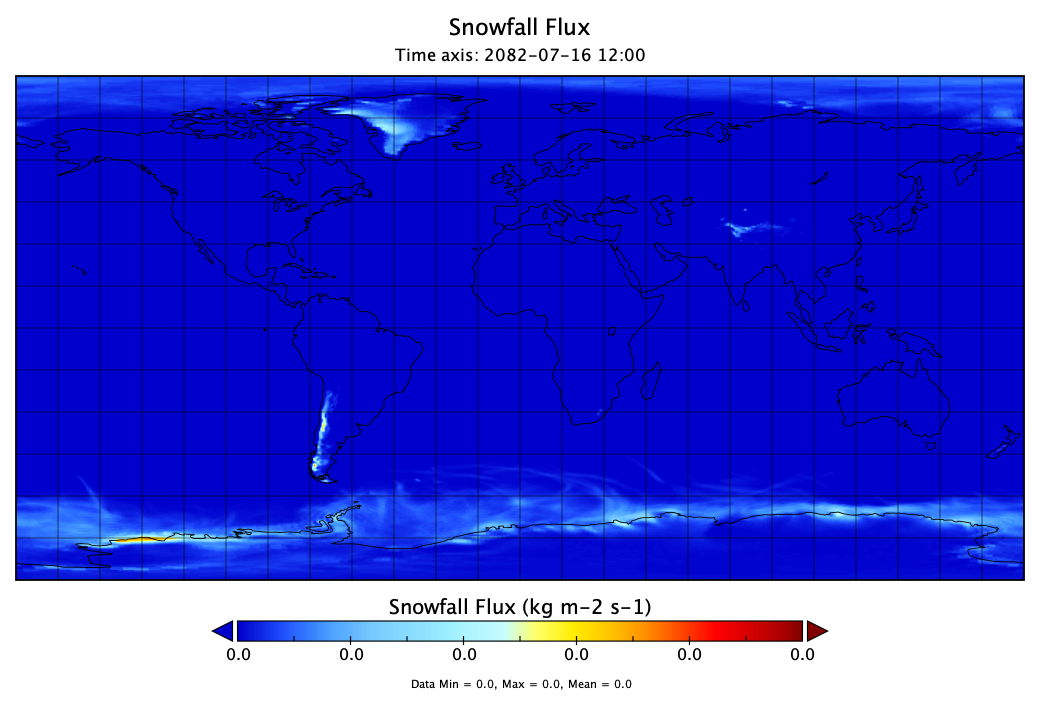 Snowfall Flux
Time axis: 2082-07-16 12:00
Snowfall Flux (kg m-2 s-1)
0.0 0.0 0.0 0.0 0.0 0.0
Data Min = 0.0, Max = 0.0, Mean = 0.0